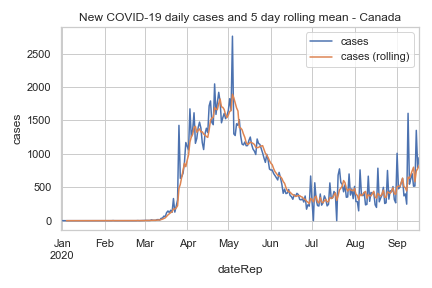 New COVID-19 daily cases and 5 day rolling mean - Canada
cases
cases (rolling)
cases
2500
2000
1500
1000
500
0
Jan Feb Mar Apr May Jun Jul Aug Sep
2020
dateRep